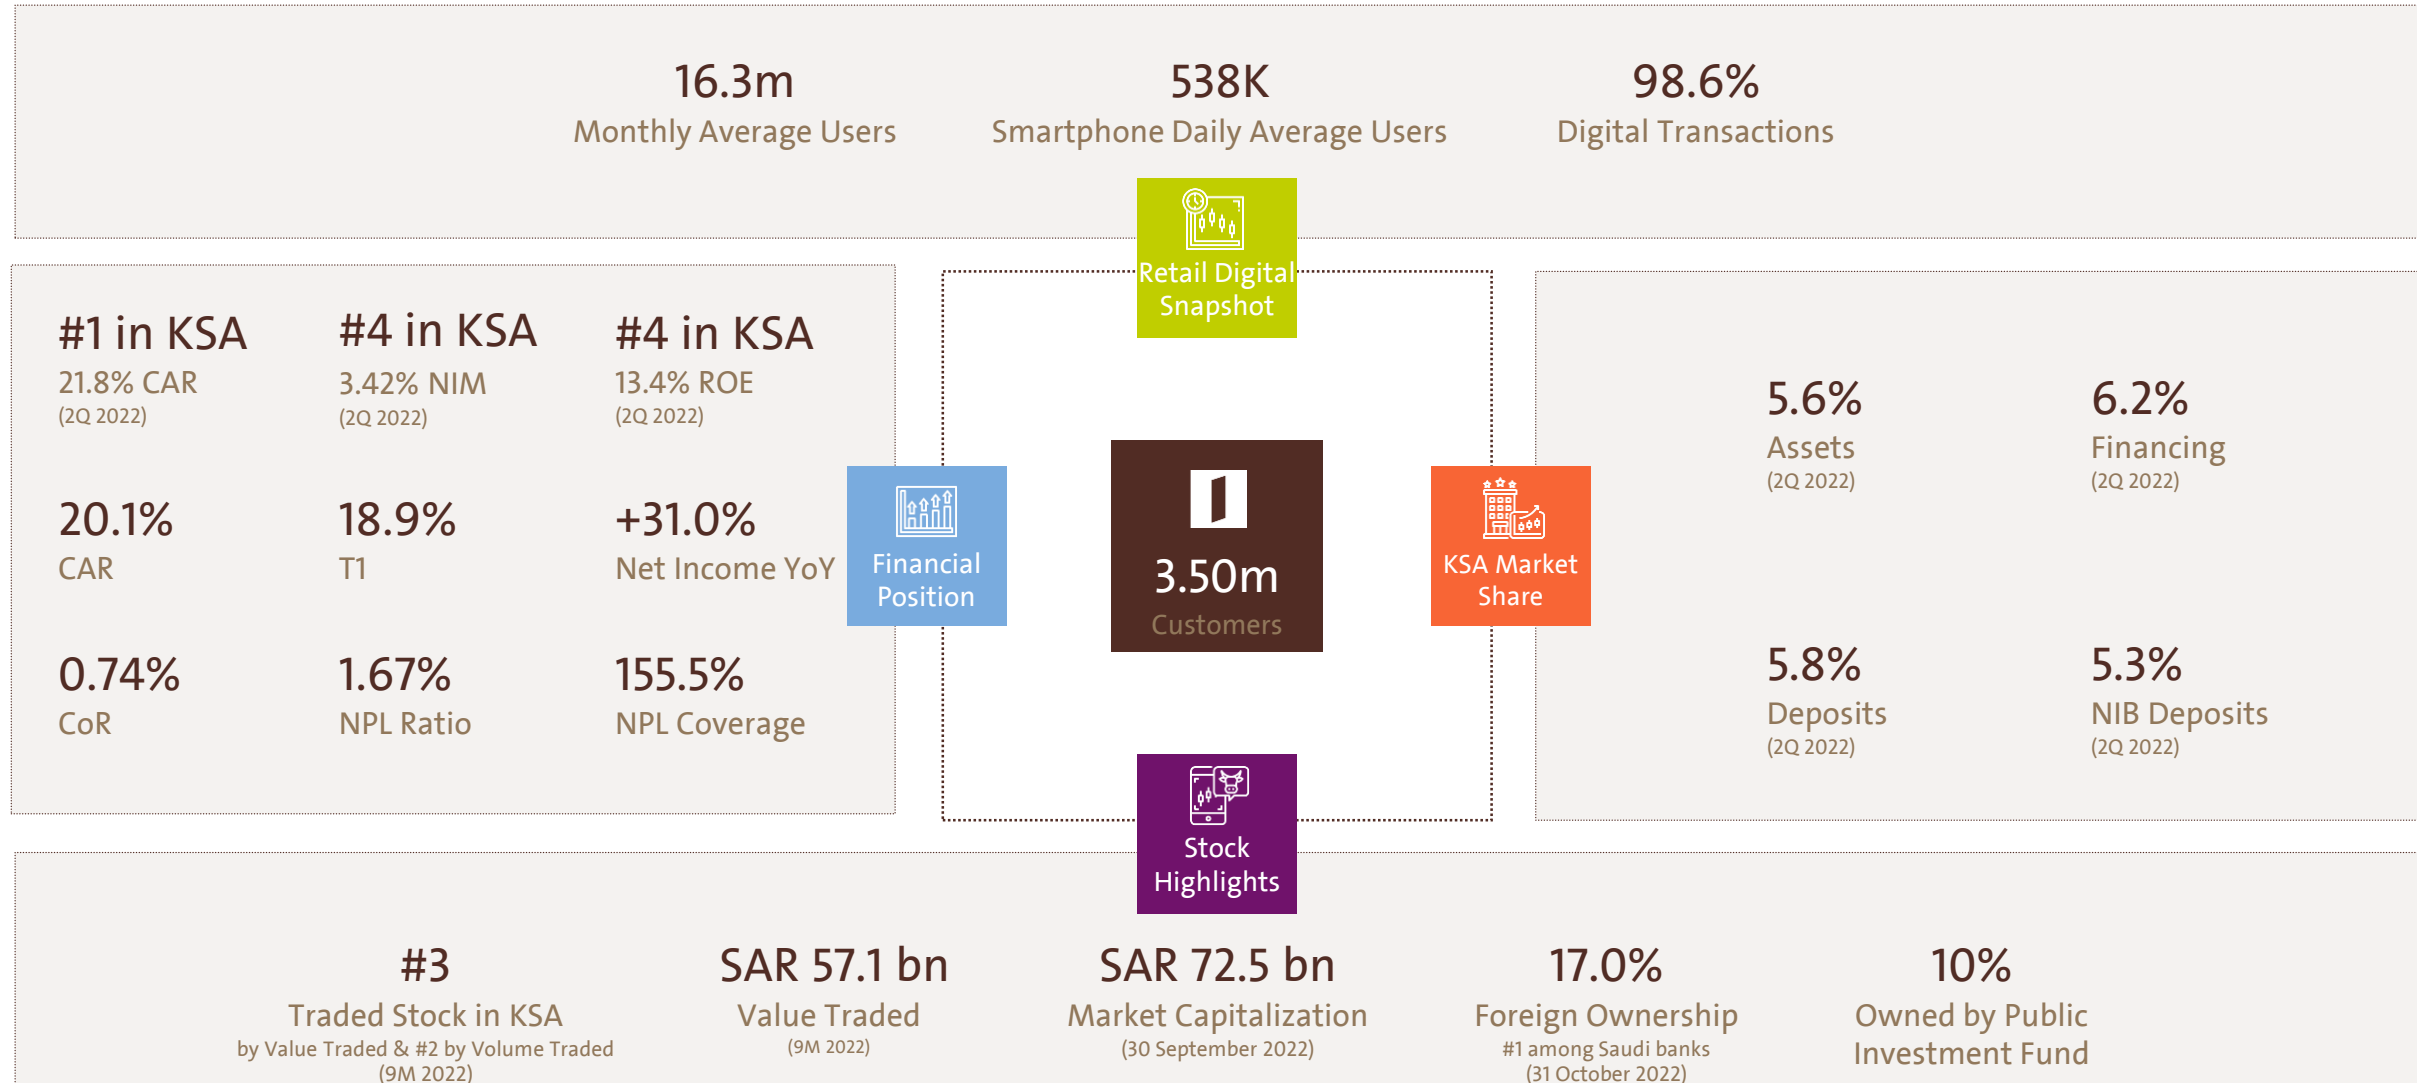 16.3m
Monthly Average Users
538K
Smartphone Daily Average Users
98.6%
Digital Transactions
Retail Digital
Snapshot
#1 in KSA
21.8% CAR
(2Q 2022)
#4 in KSA
3.42% NIM
(2Q 2022)
#4 in KSA
13.4% ROE
(2Q 2022)
20.1%
CAR
18.9%
T1
+31.0%
Net Income YoY
0.74%
CoR
1.67%
NPL Ratio
155.5%
NPL Coverage
Financial
Position
3.50m
Customers
KSA Market
Share
5.6%
Assets
(2Q 2022)
6.2%
Financing
(2Q 2022)
5.8%
Deposits
(2Q 2022)
5.3%
NIB Deposits
(2Q 2022)
Stock
Highlights
#3
Traded Stock in KSA
by Value Traded & #2 by Volume Traded
(9M 2022)
SAR 57.1 bn
Value Traded
(9M 2022)
SAR 72.5 bn
Market Capitalization
(30 September 2022)
17.0%
Foreign Ownership
#1 among Saudi banks
(31 October 2022)
10%
Owned by Public
Investment Fund